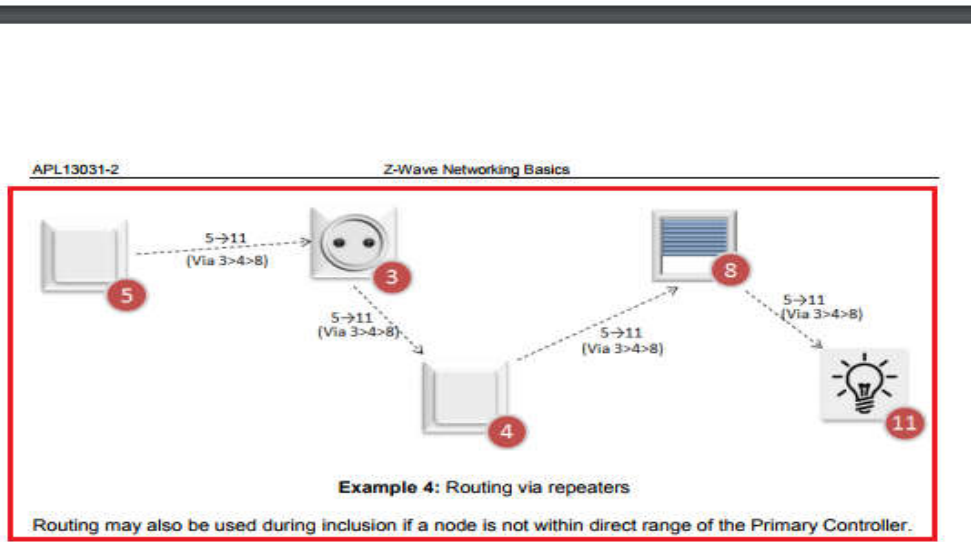 APL13031-2 Z-Wave Networking Basics
5→11
(Via 3>4>8)
5
3
5→11
(Via 3>4>8)
4
5→11
(Via 3>4>8)
8
5→11
(Via 3>4>8)
11
Example 4: Routing via repeaters
Routing may also be used during inclusion if a node is not within direct range of the Primary Controller.